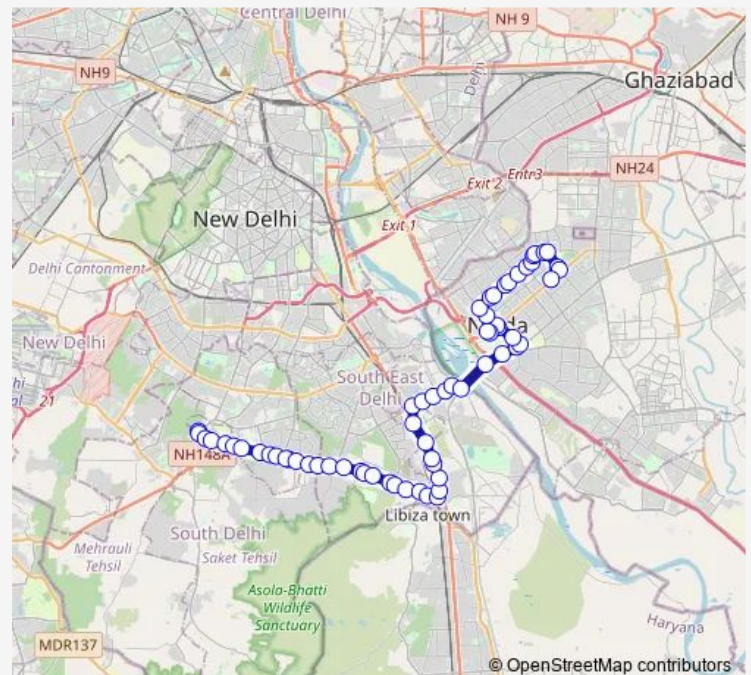 Central Delhi
NH 9
NH9
Delhi
Ghaziabad
NH24
Exit 2
Entr3
New Delhi
Exit 1
Delhi Cantonment
New Delhi
South East
Delhi
21
NH148A
Libiza town
South Delhi
Mehrauli
Tehsil
Saket Tehsil
Asola-Bhatti
Wildlife
Sanctuary
Haryana
MDR137
© OpenStreetMap contributors